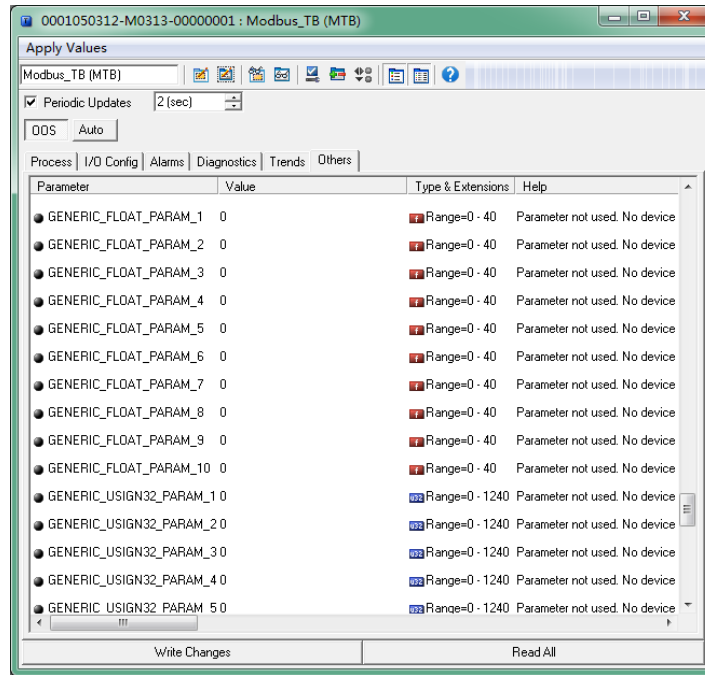 0001050312-M0313-00000001 : Modbus_TB (MTB)
Apply Values
Modbus_TB (MTB)
Periodic Updates 2 (sec)
OOS Auto
Process I/O Config Alarms Diagnostics Trends Others
Parameter Value Type & Extensions Help
GENERIC_FLOAT_PARAM_1 0 Range=0 - 40 Parameter not used. No device
GENERIC_FLOAT_PARAM_2 0 Range=0 - 40 Parameter not used. No device
GENERIC_FLOAT_PARAM_3 0 Range=0 - 40 Parameter not used. No device
GENERIC_FLOAT_PARAM_4 0 Range=0 - 40 Parameter not used. No device
GENERIC_FLOAT_PARAM_5 0 Range=0 - 40 Parameter not used. No device
GENERIC_FLOAT_PARAM_6 0 Range=0 - 40 Parameter not used. No device
GENERIC_FLOAT_PARAM_7 0 Range=0 - 40 Parameter not used. No device
GENERIC_FLOAT_PARAM_8 0 Range=0 - 40 Parameter not used. No device
GENERIC_FLOAT_PARAM_9 0 Range=0 - 40 Parameter not used. No device
GENERIC_FLOAT_PARAM_10 0 Range=0 - 40 Parameter not used. No device
GENERIC_USIGN32_PARAM_1 0 u32 Range=0 - 1240 Parameter not used. No device
GENERIC_USIGN32_PARAM_2 0 u32 Range=0 - 1240 Parameter not used. No device
GENERIC_USIGN32_PARAM_3 0 u32 Range=0 - 1240 Parameter not used. No device
GENERIC_USIGN32_PARAM_4 0 u32 Range=0 - 1240 Parameter not used. No device
GENERIC_USIGN32_PARAM_5 0 u32 Range=0 - 1240 Parameter not used. No device
Write Changes Read All